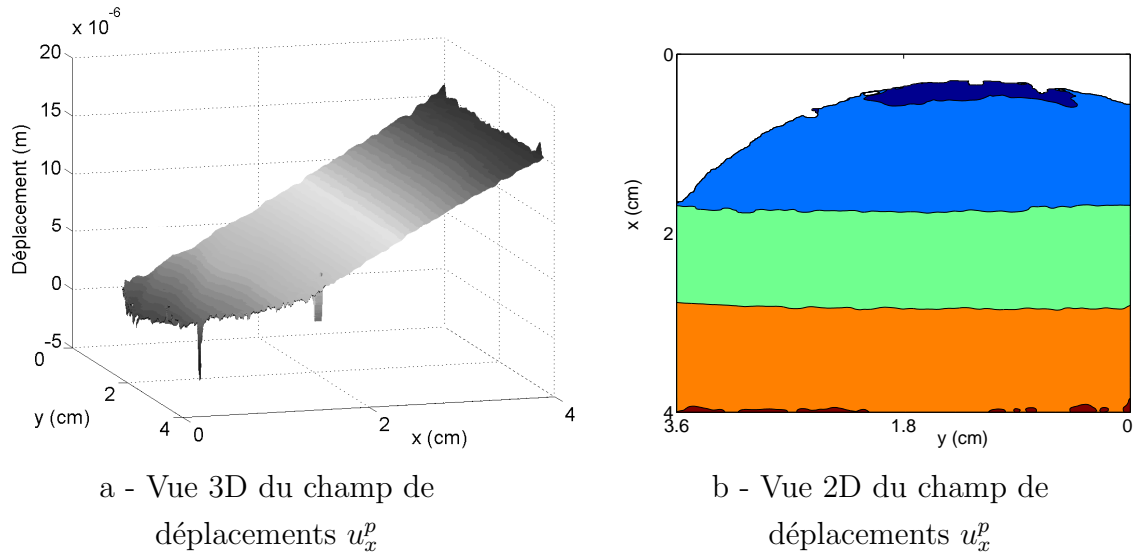 x 10⁻⁶
20
15
10
5
0
-5
Déplacement (m)
0
2
4
y (cm)
0
2
4
x (cm)
0
2
4
x (cm)
3.6
1.8
0
y (cm)
a - Vue 3D du champ de
déplacements uₓᵖ
b - Vue 2D du champ de
déplacements uₓᵖ